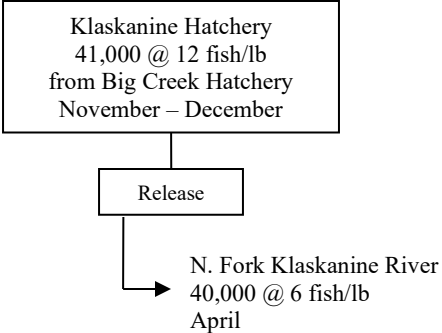 Klaskanine Hatchery
41,000 @ 12 fish/lb
from Big Creek Hatchery
November – December
Release
N. Fork Klaskanine River
40,000 @ 6 fish/lb
April